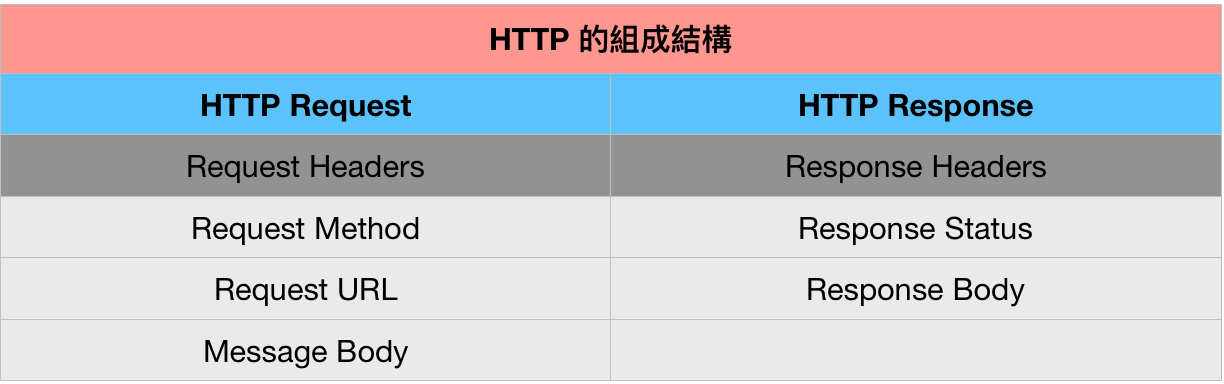 HTTP 的組成結構
HTTP Request HTTP Response
Request Headers Response Headers
Request Method Response Status
Request URL Response Body
Message Body